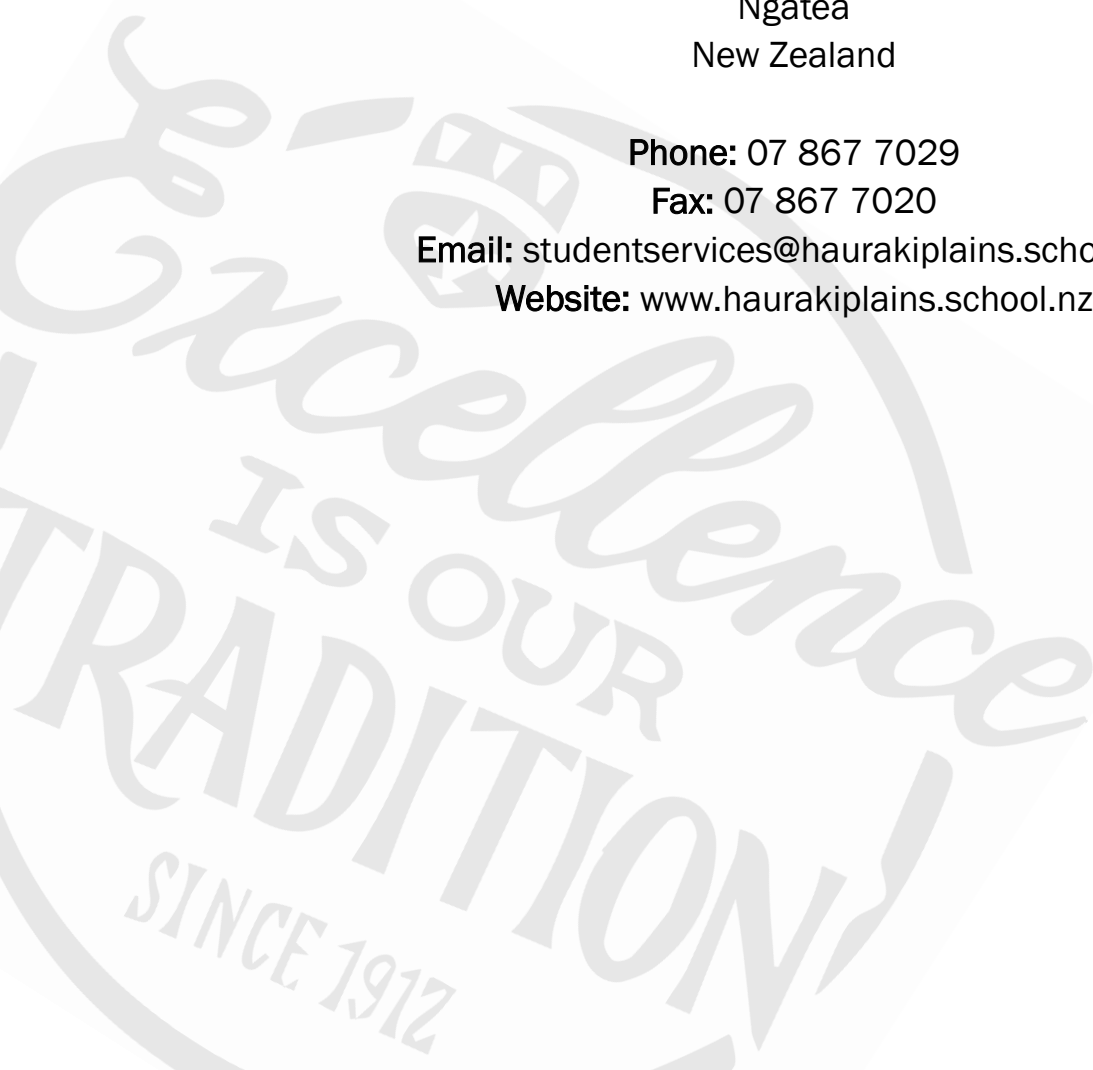 Ngatea
New Zealand
Phone: 07 867 7029
Fax: 07 867 7020
Email: studentservices@haurakiplains.scho
Website: www.haurakiplains.school.nz
Excellence
IS OUR
TRADITION
SINCE 1912